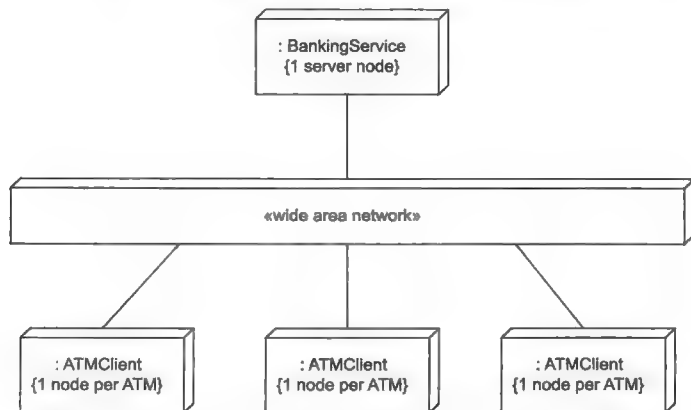 : BankingService
{1 server node}
«wide area network»
: ATMClient
{1 node per ATM}
: ATMClient
{1 node per ATM}
: ATMClient
{1 node per ATM}